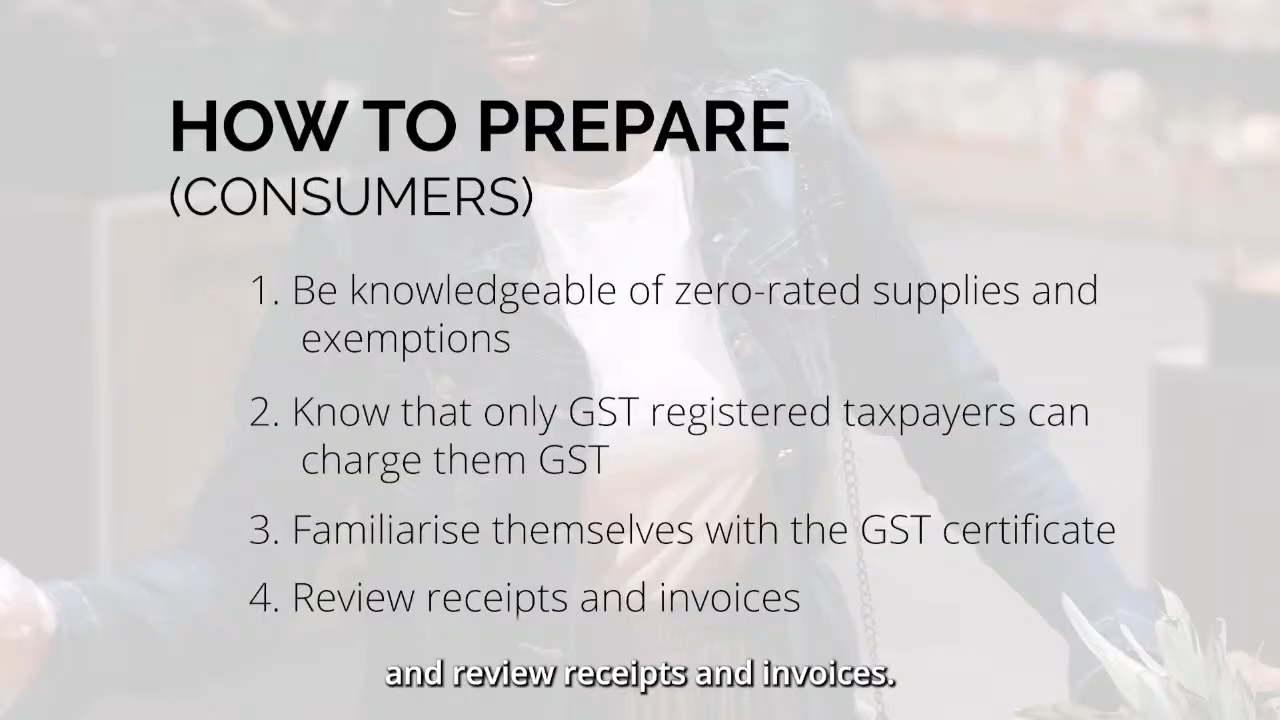 HOW TO PREPARE
(CONSUMERS)
1. Be knowledgeable of zero-rated supplies and
exemptions
2. Know that only GST registered taxpayers can
charge them GST
3. Familiarise themselves with the GST certificate
4. Review receipts and invoices
and review receipts and invoices.